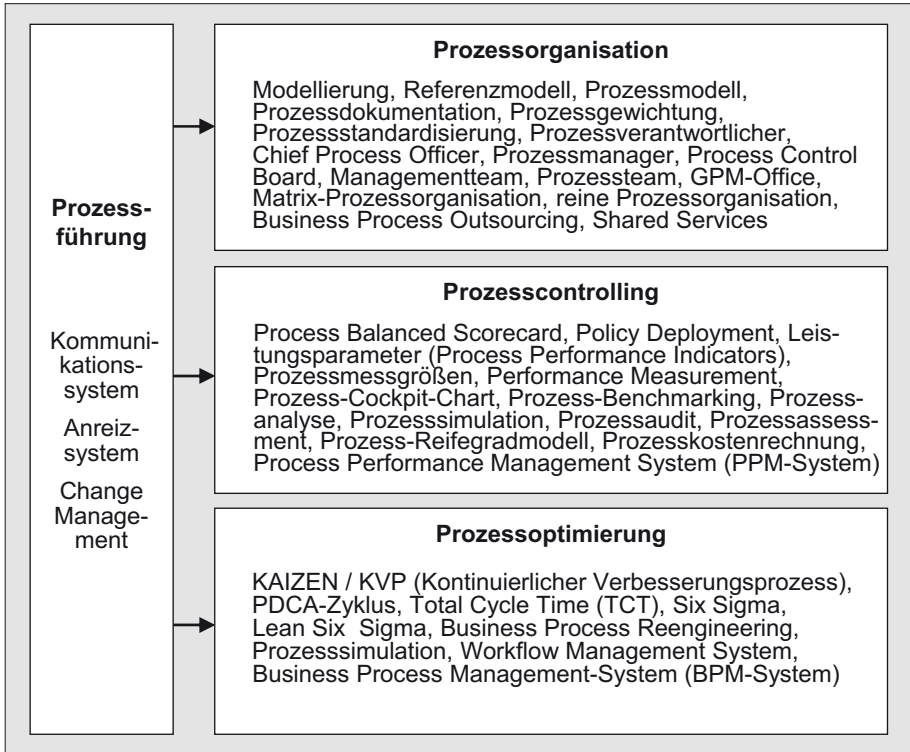 Prozess-
führung
Kommuni-
kations-
system
Anreiz-
system
Change
Manage-
ment
Prozessorganisation
Modellierung, Referenzmodell, Prozessmodell,
Prozessdokumentation, Prozessgewichtung,
Prozessstandardisierung, Prozessverantwortlicher,
Chief Process Officer, Prozessmanager, Process Control
Board, Managementteam, Prozessteam, GPM-Office,
Matrix-Prozessorganisation, reine Prozessorganisation,
Business Process Outsourcing, Shared Services
Prozesscontrolling
Process Balanced Scorecard, Policy Deployment, Leis-
tungsparameter (Process Performance Indicators),
Prozessmessgrößen, Performance Measurement,
Prozess-Cockpit-Chart, Prozess-Benchmarking, Prozess-
analyse, Prozesssimulation, Prozessaudit, Prozessassess-
ment, Prozess-Reifegradmodell, Prozesskostenrechnung,
Process Performance Management System (PPM-System)
Prozessoptimierung
KAIZEN / KVP (Kontinuierlicher Verbesserungsprozess),
PDCA-Zyklus, Total Cycle Time (TCT), Six Sigma,
Lean Six Sigma, Business Process Reengineering,
Prozesssimulation, Workflow Management System,
Business Process Management-System (BPM-System)